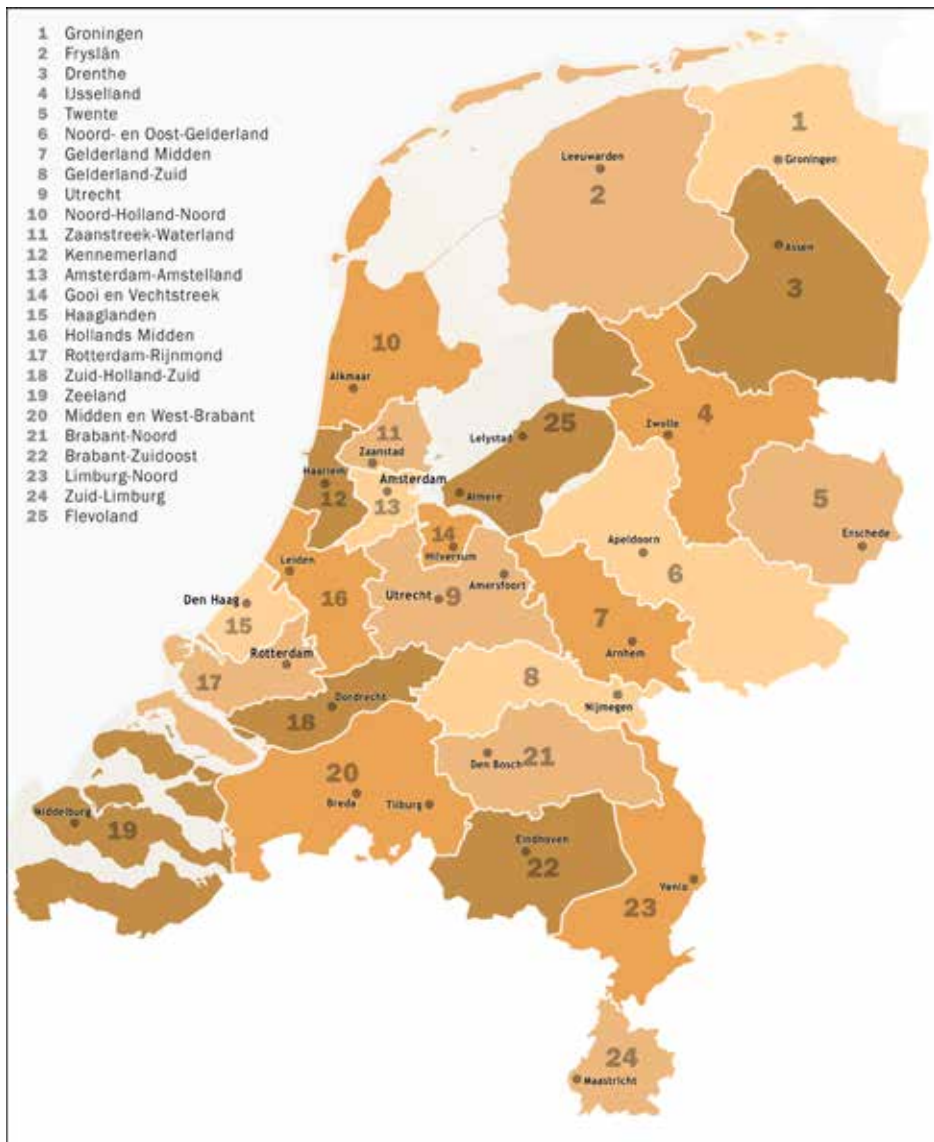 1 Groningen
2 Fryslân
3 Drenthe
4 IJsselland
5 Twente
6 Noord- en Oost-Gelderland
7 Gelderland Midden
8 Gelderland-Zuid
9 Utrecht
10 Noord-Holland-Noord
11 Zaanstreek-Waterland
12 Kennemerland
13 Amsterdam-Amstelland
14 Gooi en Vechtstreek
15 Haaglanden
16 Hollands Midden
17 Rotterdam-Rijnmond
18 Zuid-Holland-Zuid
19 Zeeland
20 Midden en West-Brabant
21 Brabant-Noord
22 Brabant-Zuidoost
23 Limburg-Noord
24 Zuid-Limburg
25 Flevoland
1
Groningen
Leeuwarden
2
Assen
3
10
Alkmaar
4
Zwolle
25
Lelystad
11
Zaanstad
Haarlem
12
Amsterdam
13
Almere
5
Enschede
14
Hilversum
Apeldoorn
6
Leiden
16
Amersfoort
Utrecht 9
Den Haag
15
7
Arnhem
Rotterdam
17
8
Nijmegen
Dordrecht
18
Den Bosch 21
20
Breda
Tilburg
Middelburg
19
Eindhoven
22
Venlo
23
24
Maastricht